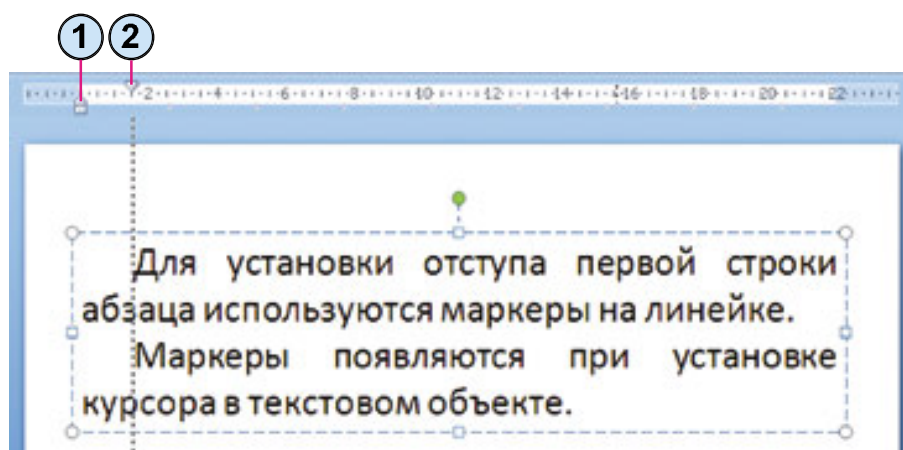 1 2
2 4 6 8 10 12 14 16 18 20 22
Для установки отступа первой строки
абзаца используются маркеры на линейке.
Маркеры появляются при установке
курсора в текстовом объекте.